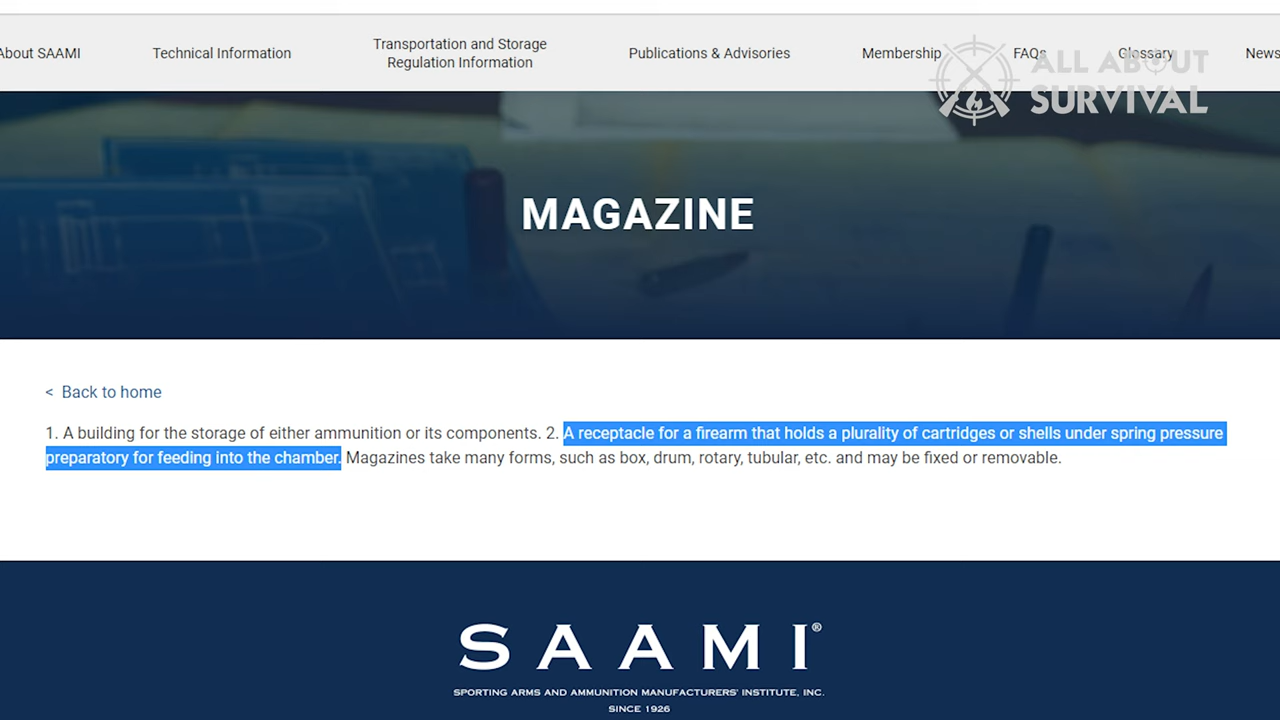 About SAAMI
Technical Information
Transportation and Storage
Regulation Information
Publications & Advisories
Membership
FAQs
Glossary
News
ALL ABOUT
SURVIVAL
MAGAZINE
< Back to home
1. A building for the storage of either ammunition or its components. 2. A receptacle for a firearm that holds a plurality of cartridges or shells under spring pressure
preparatory for feeding into the chamber. Magazines take many forms, such as box, drum, rotary, tubular, etc. and may be fixed or removable.
SAAMI®
SPORTING ARMS AND AMMUNITION MANUFACTURERS' INSTITUTE, INC.
SINCE 1926